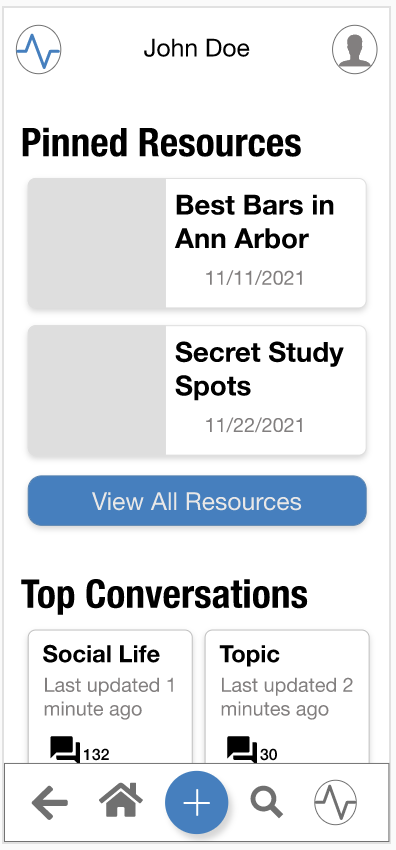 John Doe
Pinned Resources
Best Bars in
Ann Arbor
11/11/2021
Secret Study
Spots
11/22/2021
View All Resources
Top Conversations
Social Life
Last updated 1
minute ago
132
Topic
Last updated 2
minutes ago
30